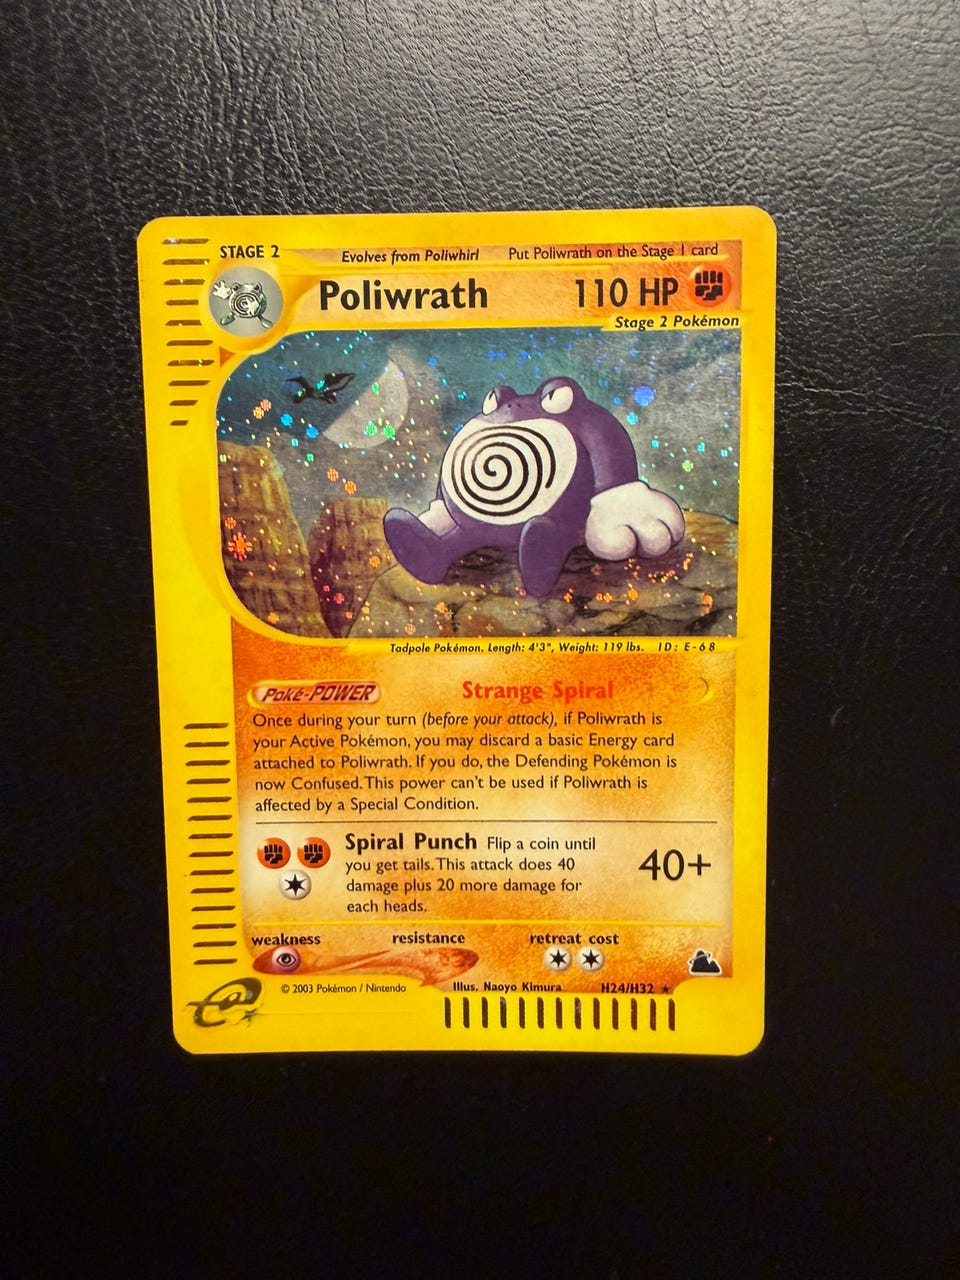 STAGE 2 Evolves from Poliwhirl Put Poliwrath on the Stage 1 card
Poliwrath 110 HP
Stage 2 Pokémon
Tadpole Pokémon. Length: 4'3", Weight: 119 lbs. ID: E-68
Poké-POWER Strange Spiral
Once during your turn (before your attack), if Poliwrath is
your Active Pokémon, you may discard a basic Energy card
attached to Poliwrath. If you do, the Defending Pokémon is
now Confused. This power can't be used if Poliwrath is
affected by a Special Condition.
Spiral Punch Flip a coin until
you get tails. This attack does 40
damage plus 20 more damage for
each heads.
40+
weakness resistance retreat cost
e
© 2003 Pokémon / Nintendo Illus. Naoyo Kimura H24/H32 ★